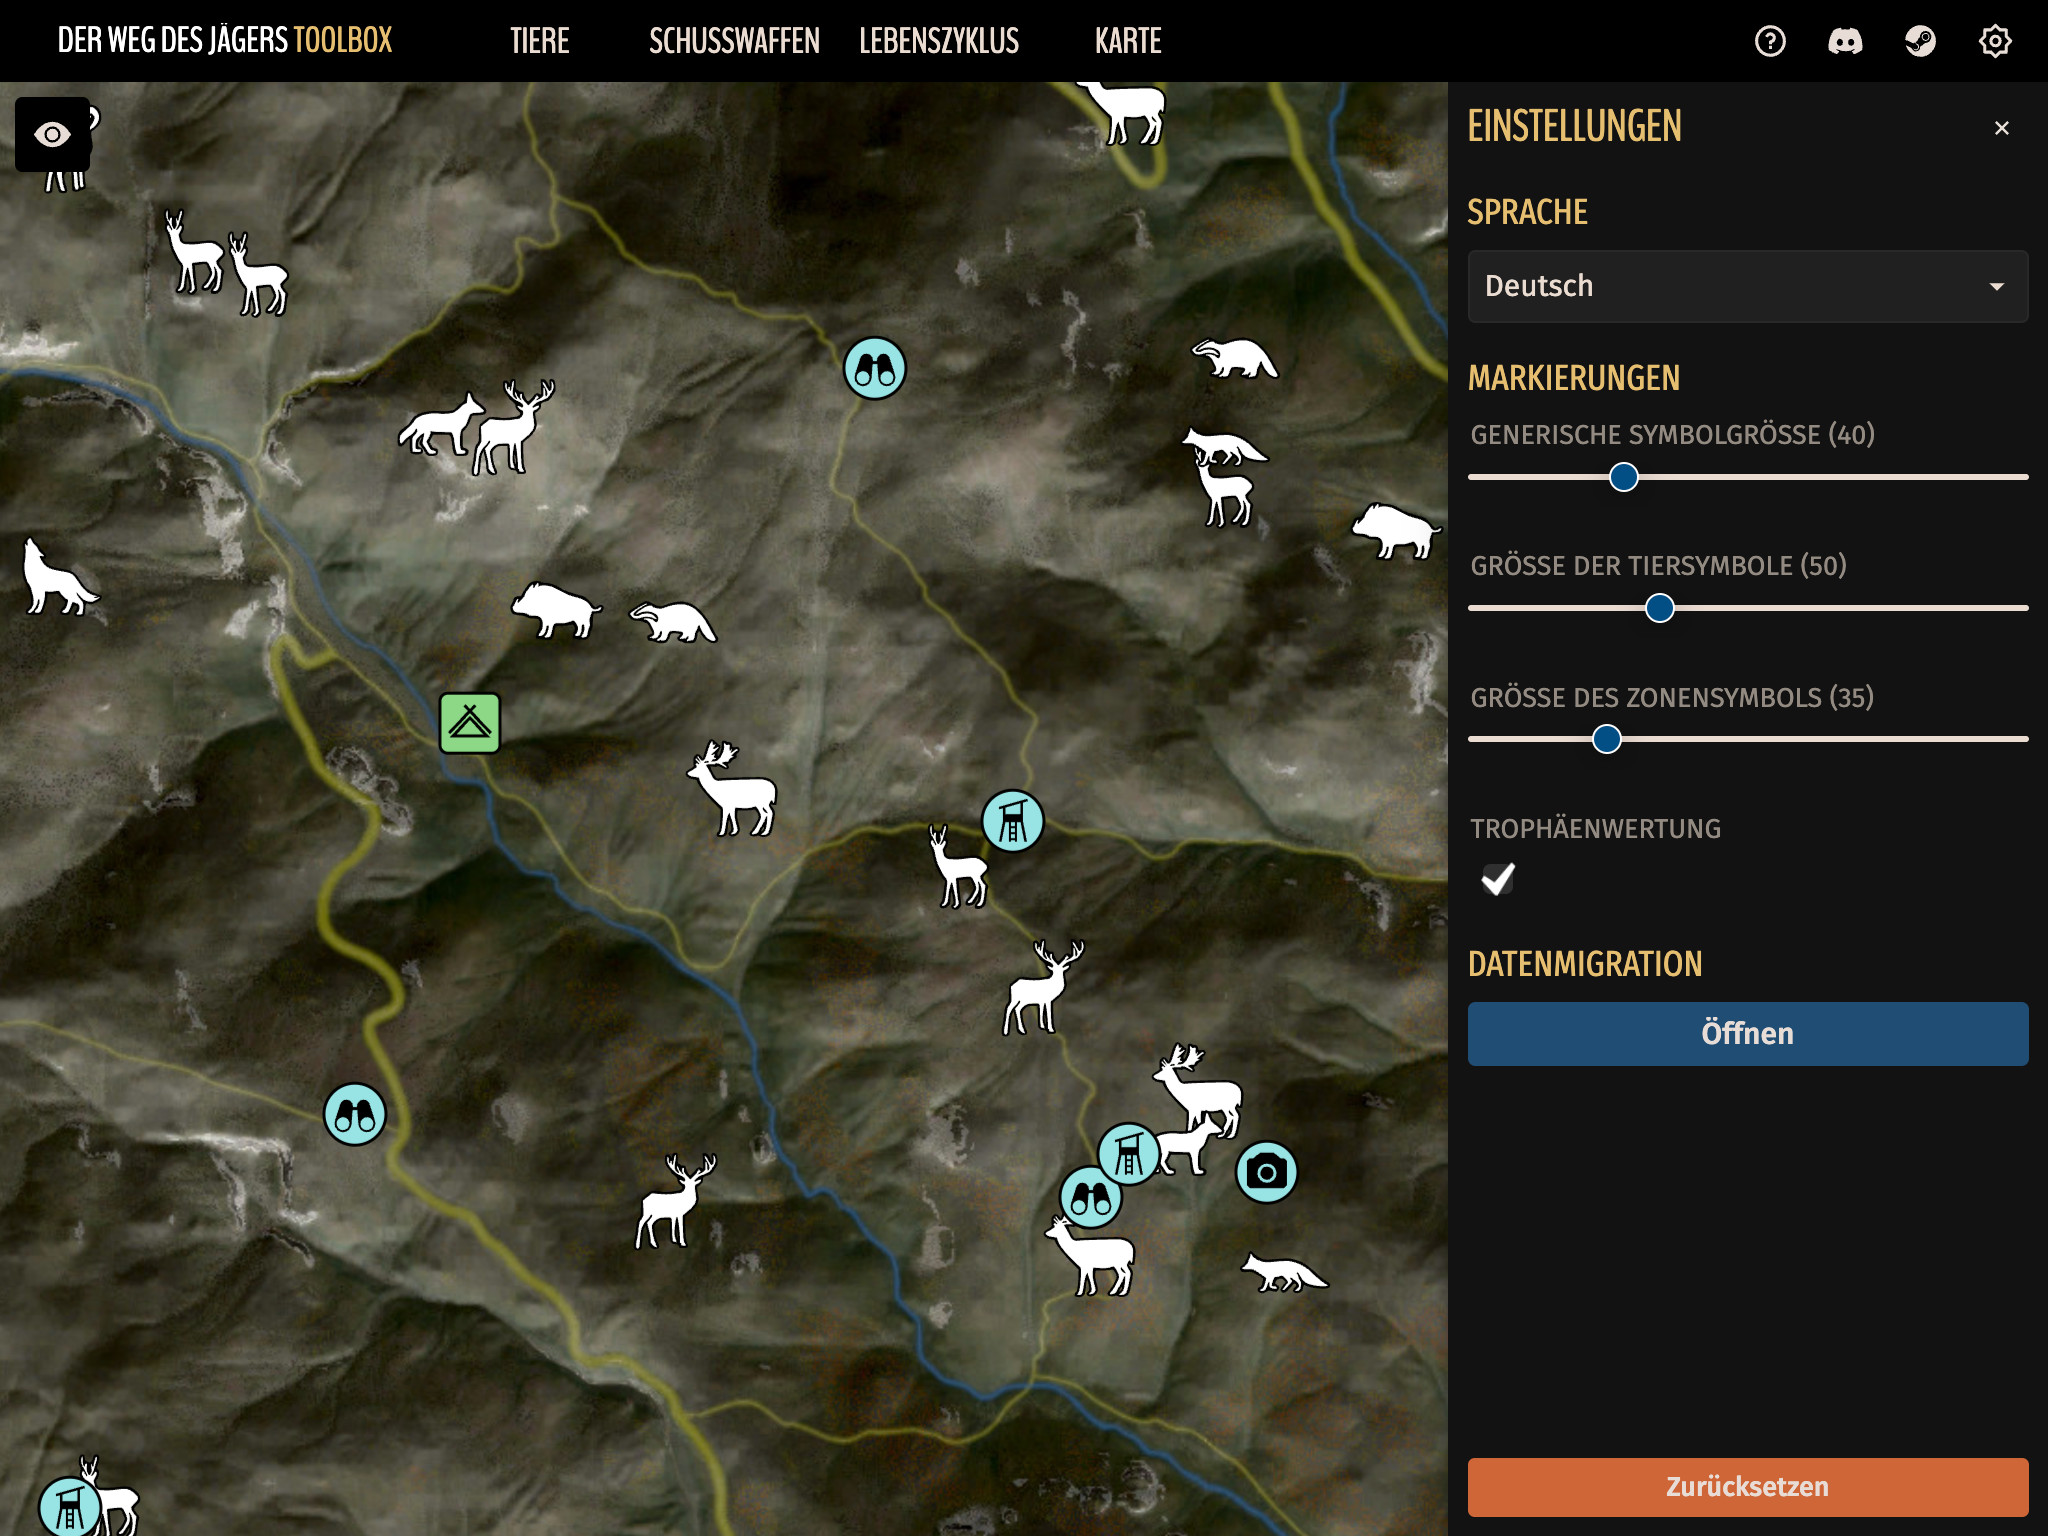 DER WEG DES JÄGERS TOOLBOX
TIERE
SCHUSSWAFFEN
LEBENSZYKLUS
KARTE
EINSTELLUNGEN
SPRACHE
Deutsch
MARKIERUNGEN
GENERISCHE SYMBOLGRÖSSE (40)
GRÖSSE DER TIERSYMBOLE (50)
GRÖSSE DES ZONENSYMBOLS (35)
TROPHÄENWERTUNG
DATENMIGRATION
Öffnen
Zurücksetzen